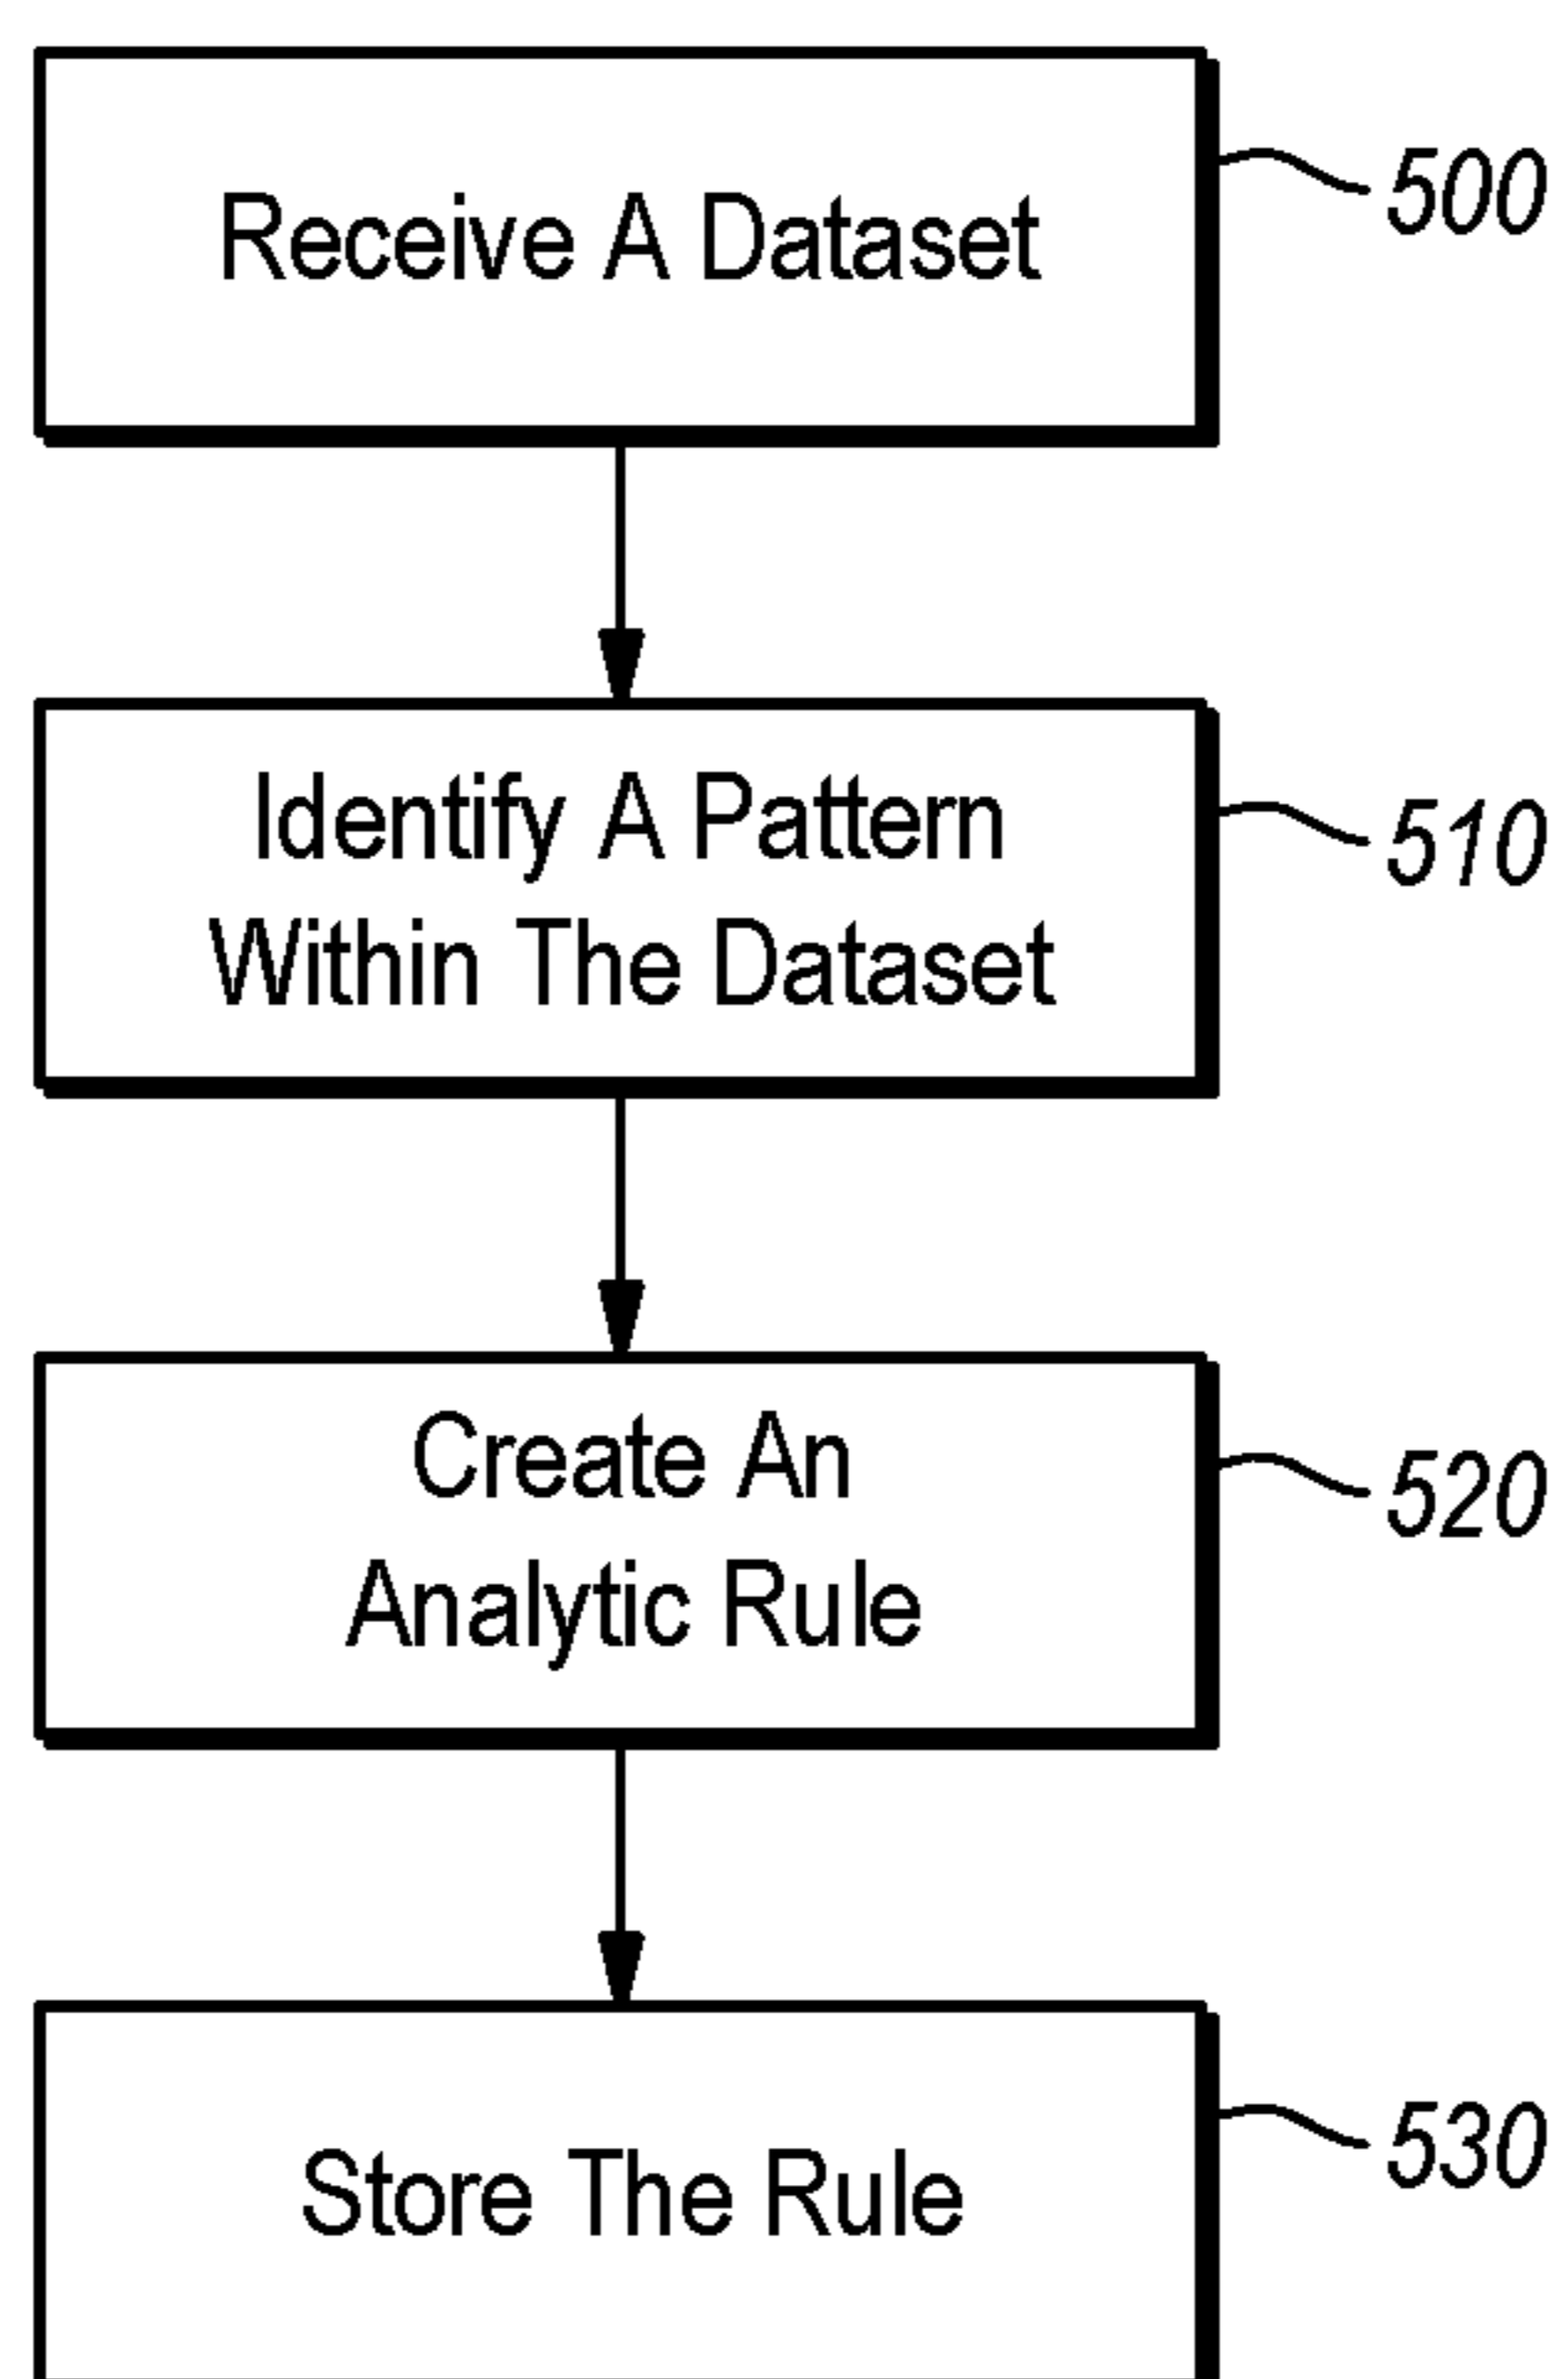 Receive A Dataset
500
Identify A Pattern
Within The Dataset
510
Create An
Analytic Rule
520
Store The Rule
530